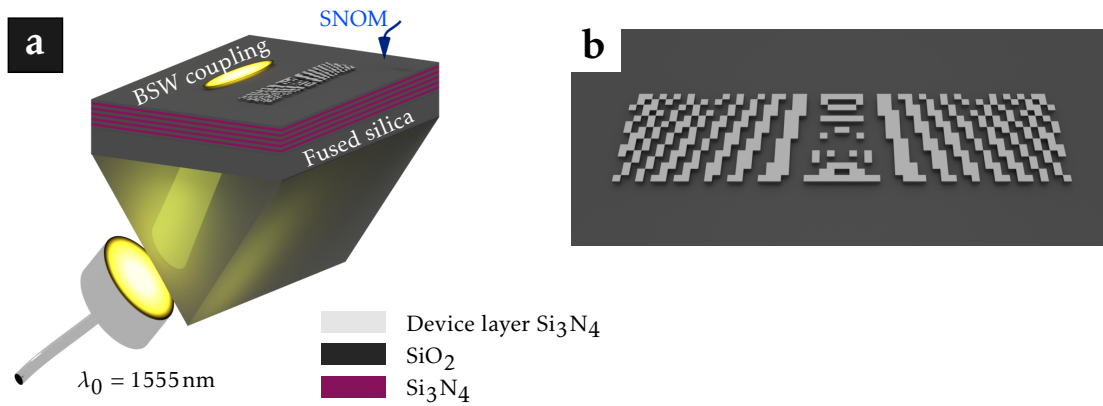 a
SNOM
BSW coupling
Fused silica
λ₀ = 1555 nm
Device layer Si₃N₄
SiO₂
Si₃N₄
b